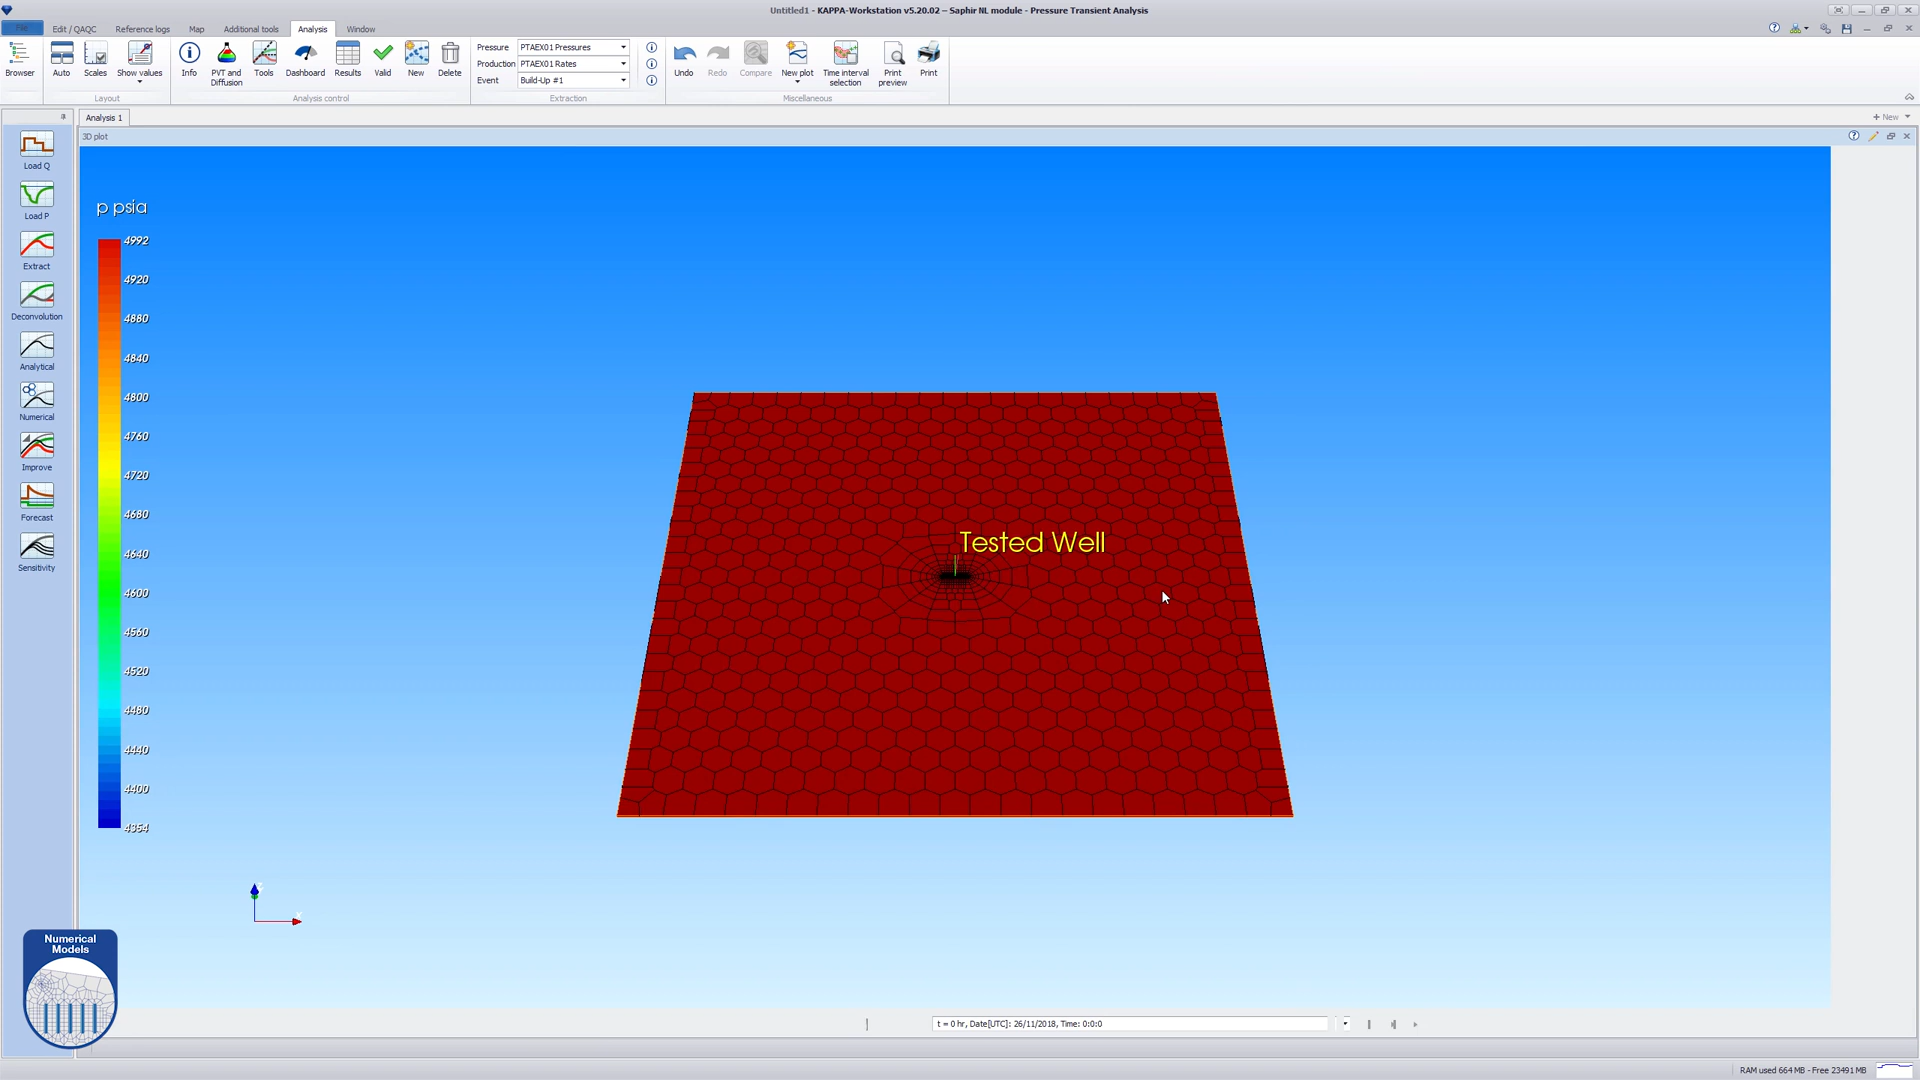 Untitled1 - KAPPA-Workstation v5.20.02 – Saphir NL module - Pressure Transient Analysis
File
Edit / QAQC
Reference logs
Map
Additional tools
Analysis
Window
Browser
Auto
Scales
Show values
Layout
Info
PVT and
Diffusion
Tools
Dashboard
Results
Valid
New
Delete
Analysis control
Pressure
PTAEX01 Pressures
Production
PTAEX01 Rates
Event
Build-Up #1
Extraction
Undo
Redo
Compare
New plot
Time interval
selection
Print
preview
Print
Miscellaneous
Analysis 1
New
3D plot
Load Q
Load P
Extract
Deconvolution
Analytical
Numerical
Improve
Forecast
Sensitivity
p psia
4992
4920
4880
4840
4800
4760
4720
4680
4640
4600
4560
4520
4480
4440
4400
4354
Tested Well
Numerical
Models
t = 0 hr, Date[UTC]: 26/11/2018, Time: 0:0:0
RAM used 664 MB - Free 23491 MB